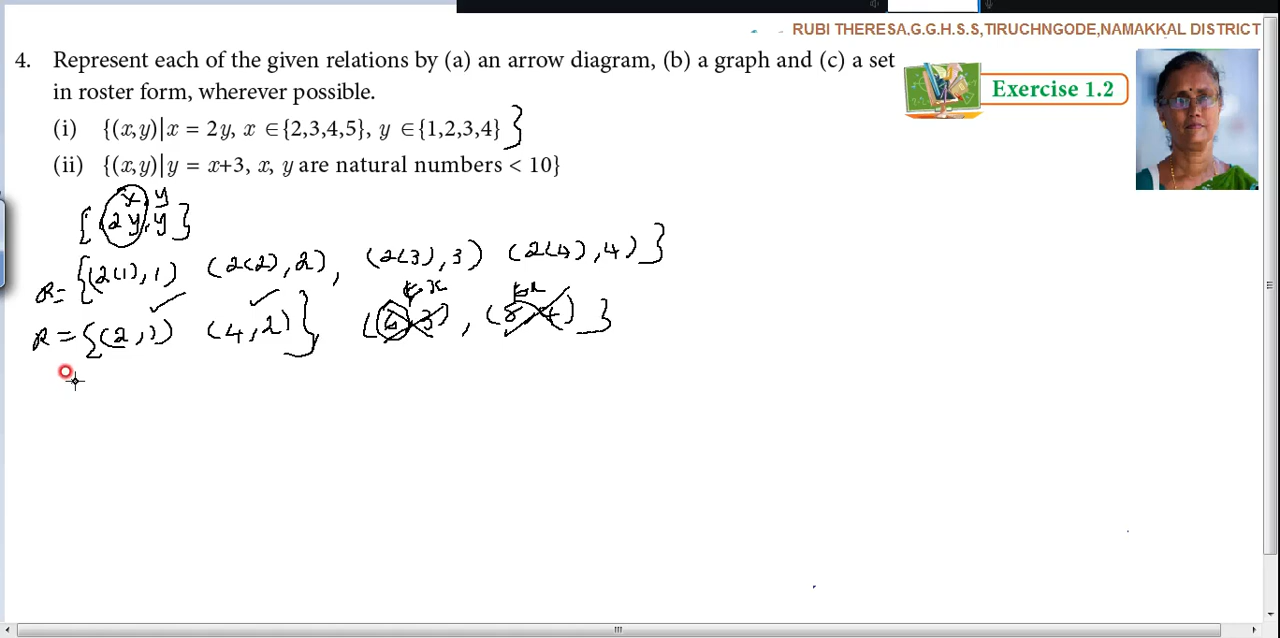 RUBI THERESA.G.G.H.S.S,TIRUCHNGODE,NAMAKKAL DISTRICT
4. Represent each of the given relations by (a) an arrow diagram, (b) a graph and (c) a set
in roster form, wherever possible.
Exercise 1.2
(i) {(x,y)|x = 2y, x ∈{2,3,4,5}, y ∈{1,2,3,4} }
(ii) {(x,y)|y = x+3, x, y are natural numbers < 10}
x y
{ 2y, y }
R = {(2(1),1) (2(2),2), (2(3),3) (2(4),4) }
R = {(2,1) (4,2)}, (6,3), (8,4) }